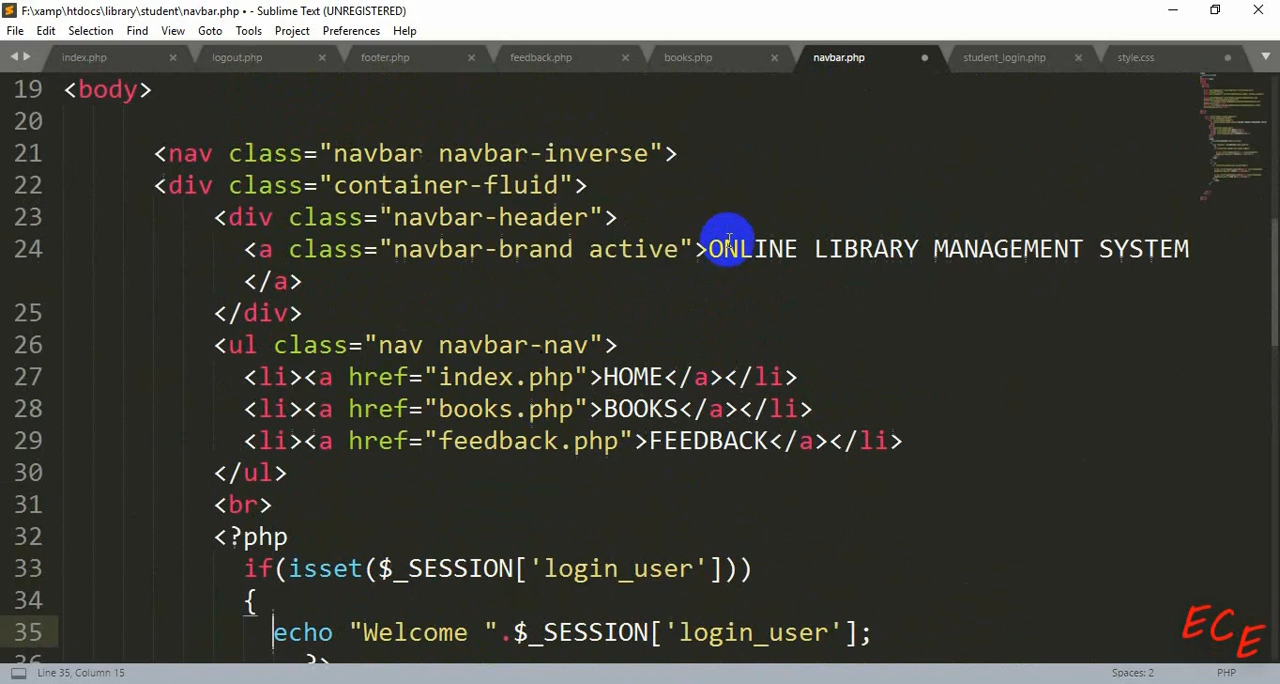 F:\xamp\htdocs\library\student\navbar.php • - Sublime Text (UNREGISTERED)
File Edit Selection Find View Goto Tools Project Preferences Help
index.php logout.php footer.php feedback.php books.php navbar.php student_login.php style.css
19 <body>
20
21 <nav class="navbar navbar-inverse">
22 <div class="container-fluid">
23 <div class="navbar-header">
24 <a class="navbar-brand active">ONLINE LIBRARY MANAGEMENT SYSTEM
</a>
25 </div>
26 <ul class="nav navbar-nav">
27 <li><a href="index.php">HOME</a></li>
28 <li><a href="books.php">BOOKS</a></li>
29 <li><a href="feedback.php">FEEDBACK</a></li>
30 </ul>
31 <br>
32 <?php
33 if(isset($_SESSION['login_user']))
34 {
35 echo "Welcome ".$_SESSION['login_user'];
36 ?>
Line 35, Column 15 Spaces: 2 PHP
ECE